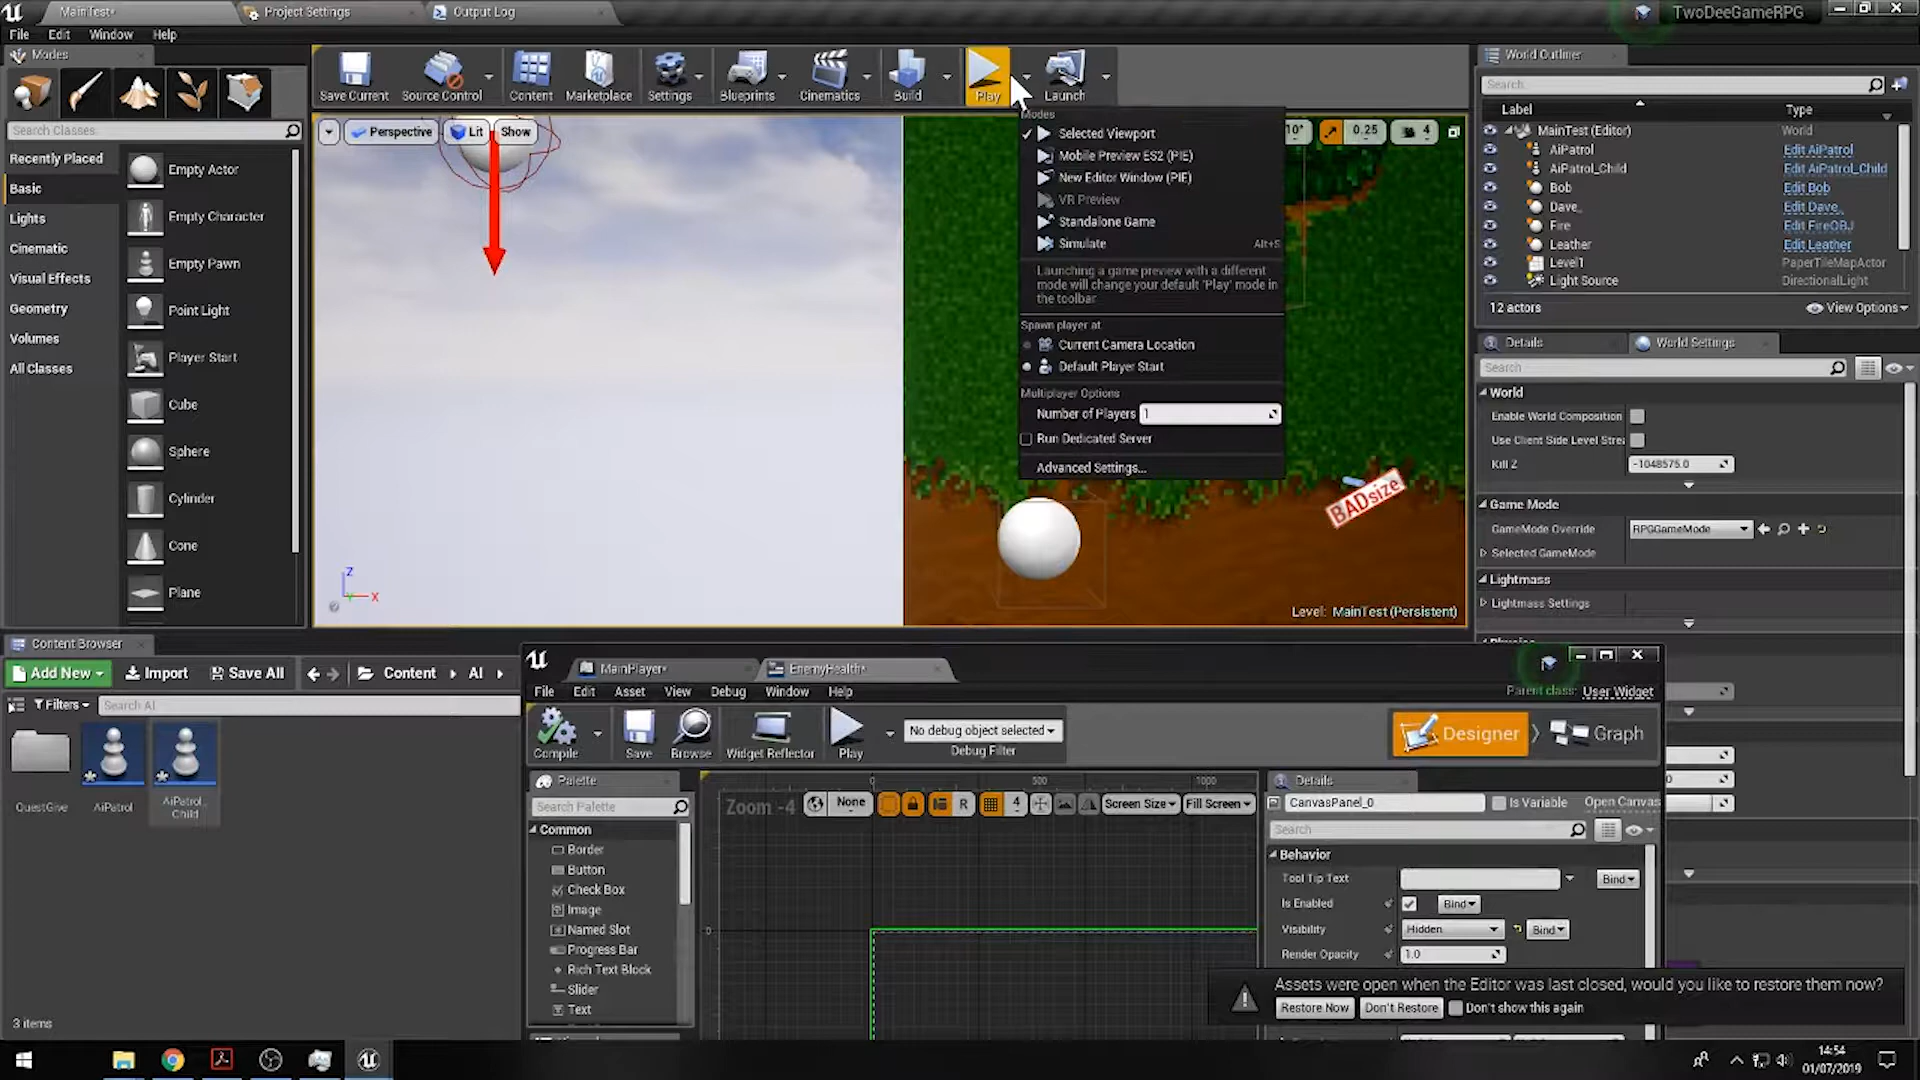 MainTest*
Project Settings
Output Log
TwoDeeGameRPG
File Edit Window Help
Modes
Search Classes
Recently Placed
Basic
Lights
Cinematic
Visual Effects
Geometry
Volumes
All Classes
Empty Actor
Empty Character
Empty Pawn
Point Light
Player Start
Cube
Sphere
Cylinder
Cone
Plane
Save Current
Source Control
Content
Marketplace
Settings
Blueprints
Cinematics
Build
Play
Launch
Perspective
Lit
Show
10°
0.25
4
Modes
Selected Viewport
Mobile Preview ES2 (PIE)
New Editor Window (PIE)
VR Preview
Standalone Game
Simulate Alt+S
Launching a game preview with a different
mode will change your default 'Play' mode in
the toolbar
Spawn player at
Current Camera Location
Default Player Start
Multiplayer Options
Number of Players 1
Run Dedicated Server
Advanced Settings...
BADsize
Z
X
Level: MainTest (Persistent)
World Outliner
Search
Label Type
MainTest (Editor) World
AiPatrol Edit AiPatrol
AiPatrol_Child Edit AiPatrol_Child
Bob Edit Bob
Dave_ Edit Dave_
Fire Edit FireOBJ
Leather Edit Leather
Level1 PaperTileMapActor
Light Source DirectionalLight
12 actors
View Options
Details
World Settings
Search
World
Enable World Composition
Use Client Side Level Strea
Kill Z -1048575.0
Game Mode
GameMode Override RPGGameMode
Selected GameMode
Lightmass
Lightmass Settings
Content Browser
Add New
Import
Save All
Content
AI
Filters
Search AI
QuestGive
AiPatrol
AiPatrol_
Child
3 items
MainPlayer*
EnemyHealth*
File Edit Asset View Debug Window Help
Parent class: User Widget
Compile
Save
Browse
Widget Reflector
Play
No debug object selected
Debug Filter
Designer
Graph
Palette
Search Palette
Common
Border
Button
Check Box
Image
Named Slot
Progress Bar
Rich Text Block
Slider
Text
0
500
1000
Zoom -4
None
R
4
Screen Size
Fill Screen
0
Details
CanvasPanel_0
Is Variable
Open Canvas
Search
Behavior
Tool Tip Text
Bind
Is Enabled
Bind
Visibility
Hidden
Bind
Render Opacity
1.0
Assets were open when the Editor was last closed, would you like to restore them now?
Restore Now
Don't Restore
Don't show this again
14:54
01/07/2019